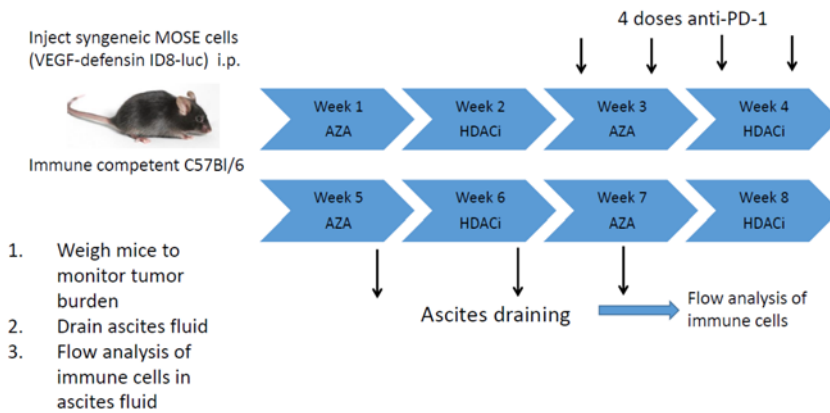 4 doses anti-PD-1
Inject syngeneic MOSE cells
(VEGF-defensin ID8-luc) i.p.
Immune competent C57Bl/6
Week 1
AZA
Week 2
HDACi
Week 3
AZA
Week 4
HDACi
Week 5
AZA
Week 6
HDACi
Week 7
AZA
Week 8
HDACi
1. Weigh mice to
monitor tumor
burden
2. Drain ascites fluid
3. Flow analysis of
immune cells in
ascites fluid
Ascites draining
Flow analysis of
immune cells